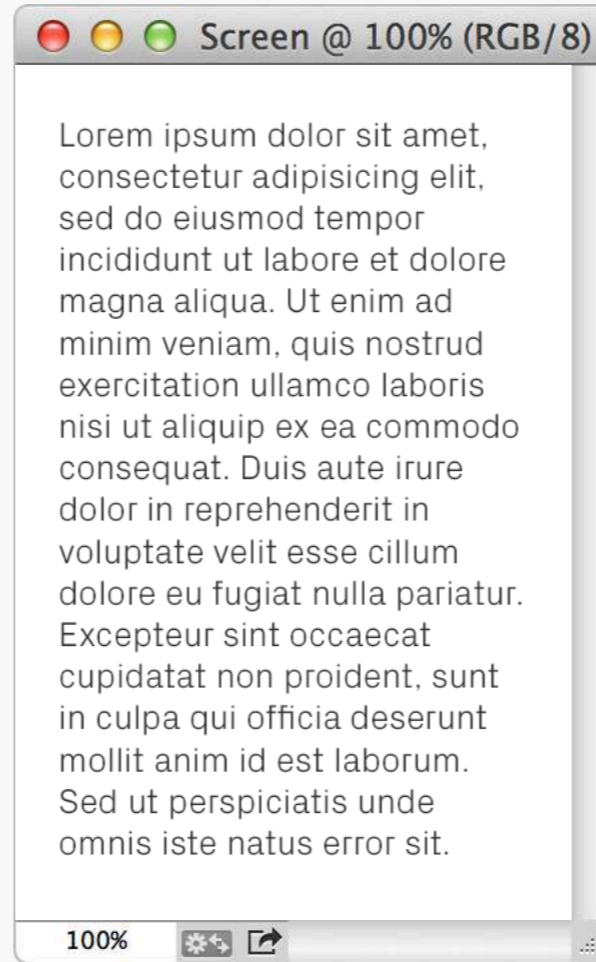 Screen @ 100% (RGB/8)
Lorem ipsum dolor sit amet,
consectetur adipisicing elit,
sed do eiusmod tempor
incididunt ut labore et dolore
magna aliqua. Ut enim ad
minim veniam, quis nostrud
exercitation ullamco laboris
nisi ut aliquip ex ea commodo
consequat. Duis aute irure
dolor in reprehenderit in
voluptate velit esse cillum
dolore eu fugiat nulla pariatur.
Excepteur sint occaecat
cupidatat non proident, sunt
in culpa qui officia deserunt
mollit anim id est laborum.
Sed ut perspiciatis unde
omnis iste natus error sit.
100%